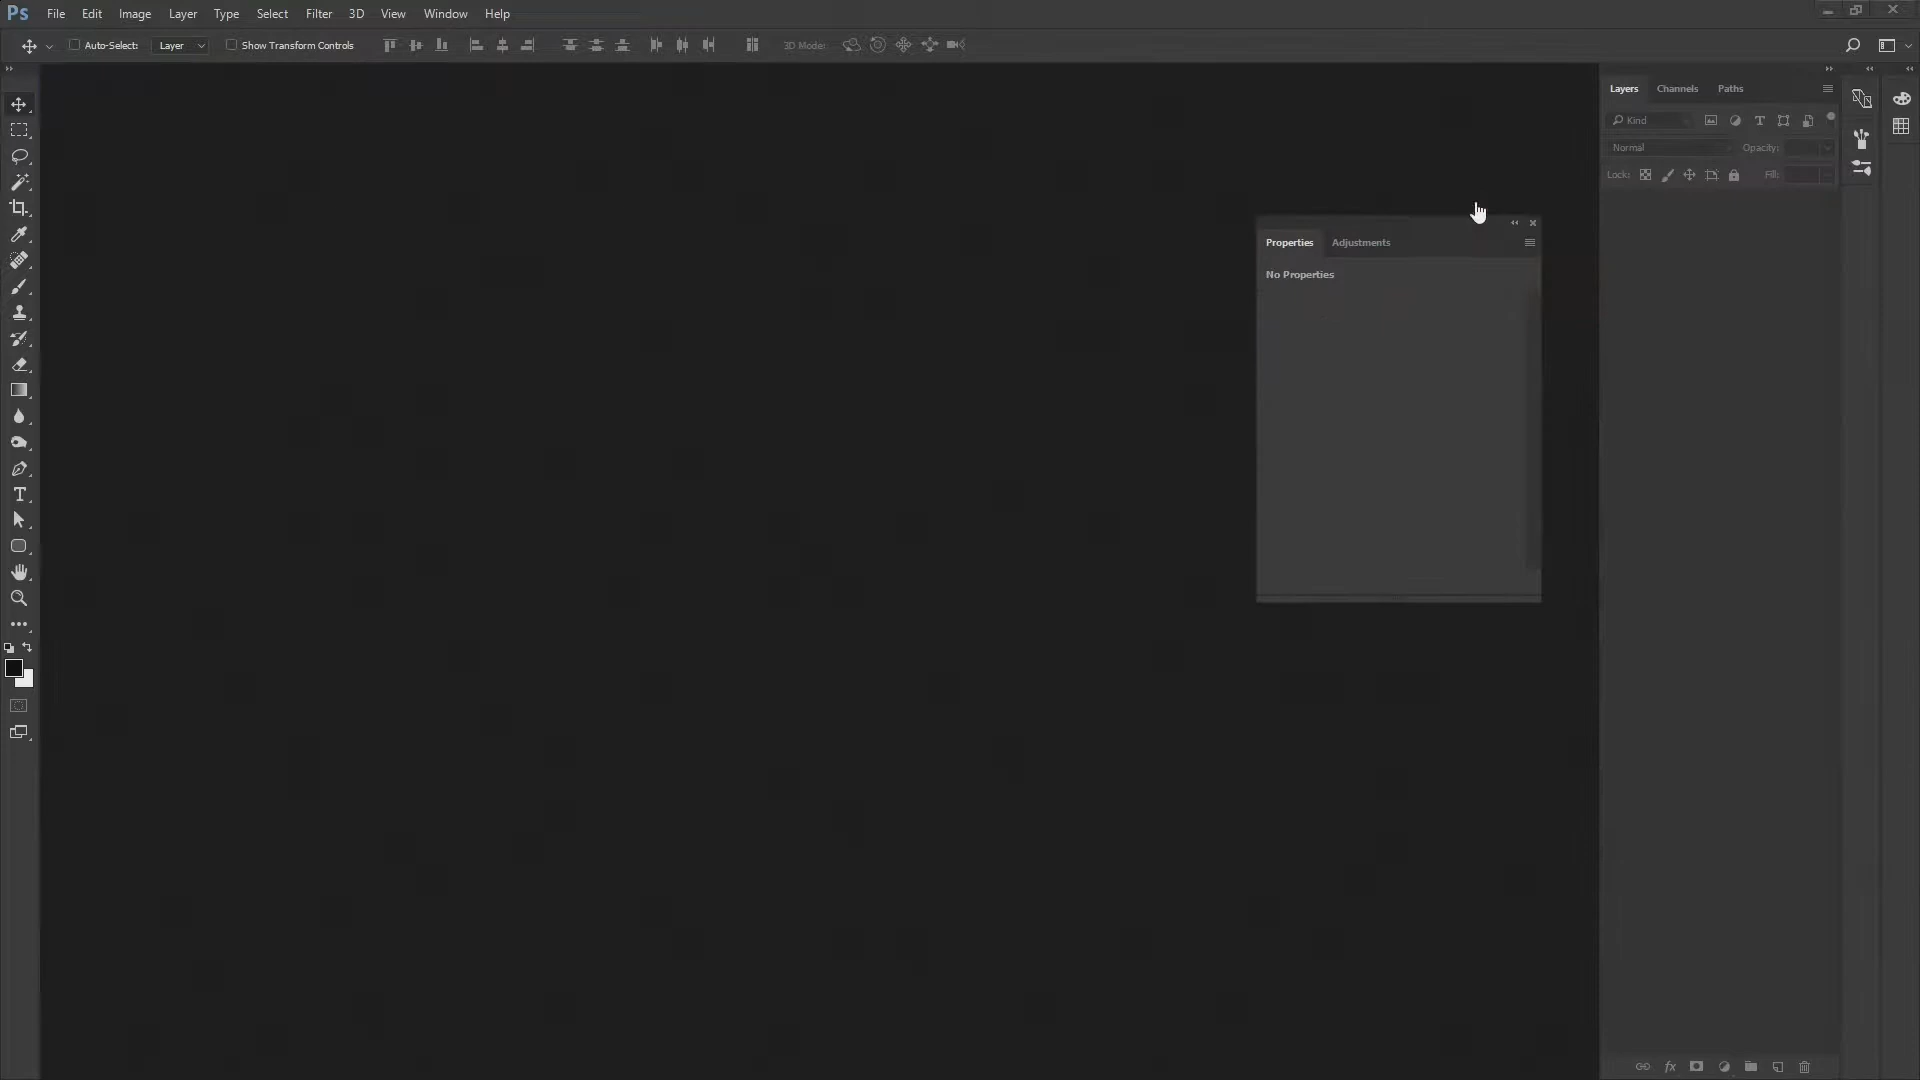 Ps File Edit Image Layer Type Select Filter 3D View Window Help
Auto-Select: Layer Show Transform Controls 3D Mode:
Layers Channels Paths
Kind
Normal Opacity:
Lock: Fill:
Properties Adjustments
No Properties
T
fx